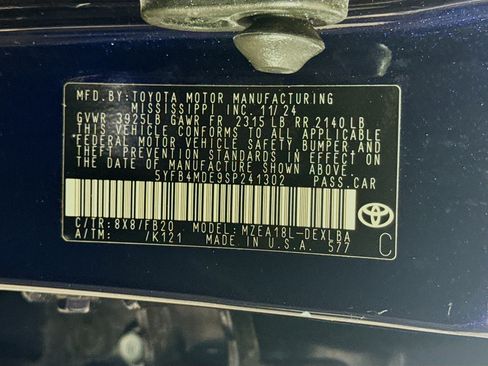 MFD.BY: TOYOTA MOTOR MANUFACTURING
MISSISSIPPI INC. 11/24
GVWR 3925LB GAWR FR 2315 LB RR 2140 LB
THIS VEHICLE CONFORMS TO ALL APPLICABLE
FEDERAL MOTOR VEHICLE SAFETY, BUMPER, AND
THEFT PREVENTION STANDARDS IN EFFECT ON
THE DATE OF MANUFACTURE SHOWN ABOVE.
5YFB4MDE9SP241302 PASS.CAR
C/TR: 8X8/FB20 MODEL: MZEA18L-DEXLBA
A/TM: /K121 MADE IN U.S.A. 577
C